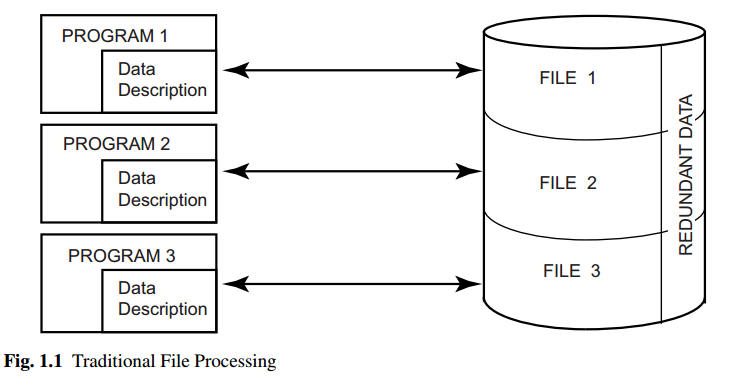 PROGRAM 1
Data
Description
PROGRAM 2
Data
Description
PROGRAM 3
Data
Description
FILE 1
FILE 2
FILE 3
REDUNDANT DATA
Fig. 1.1 Traditional File Processing